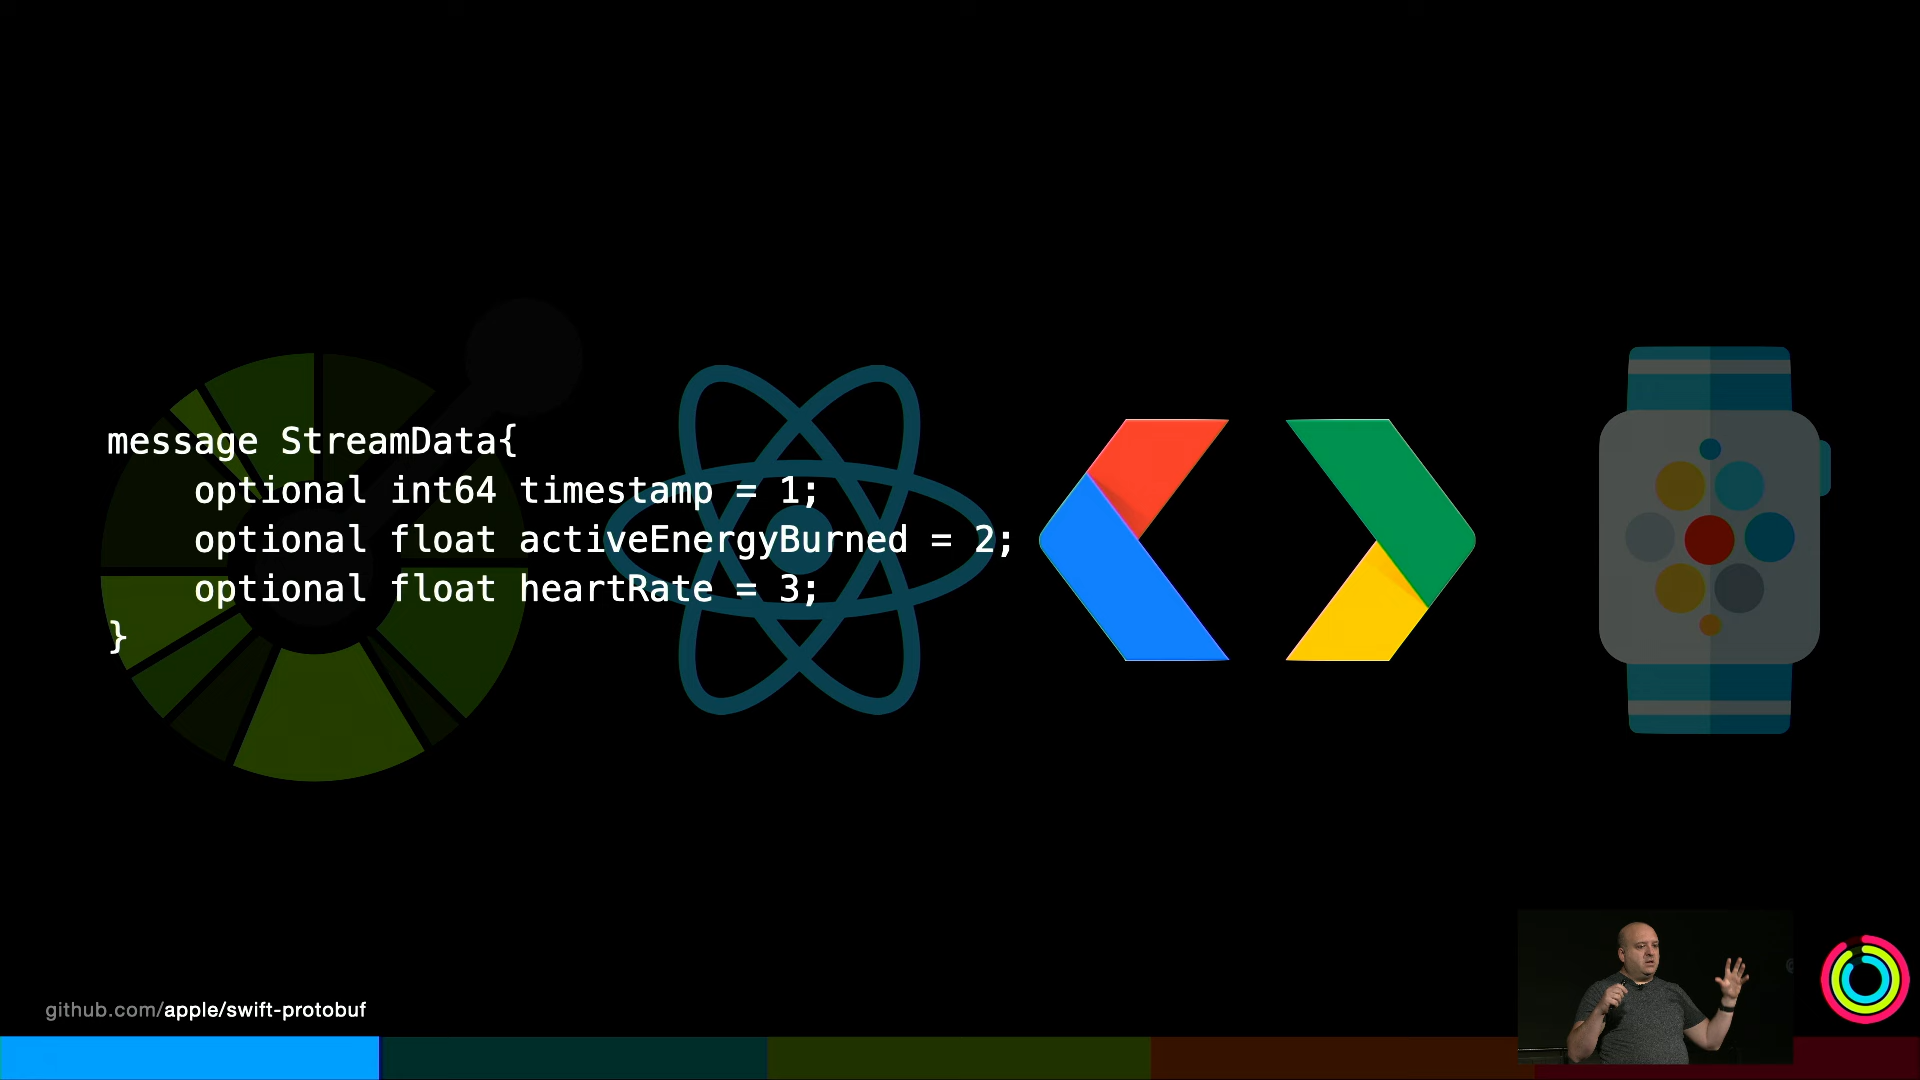 message StreamData{
    optional int64 timestamp = 1;
    optional float activeEnergyBurned = 2;
    optional float heartRate = 3;
}
github.com/apple/swift-protobuf